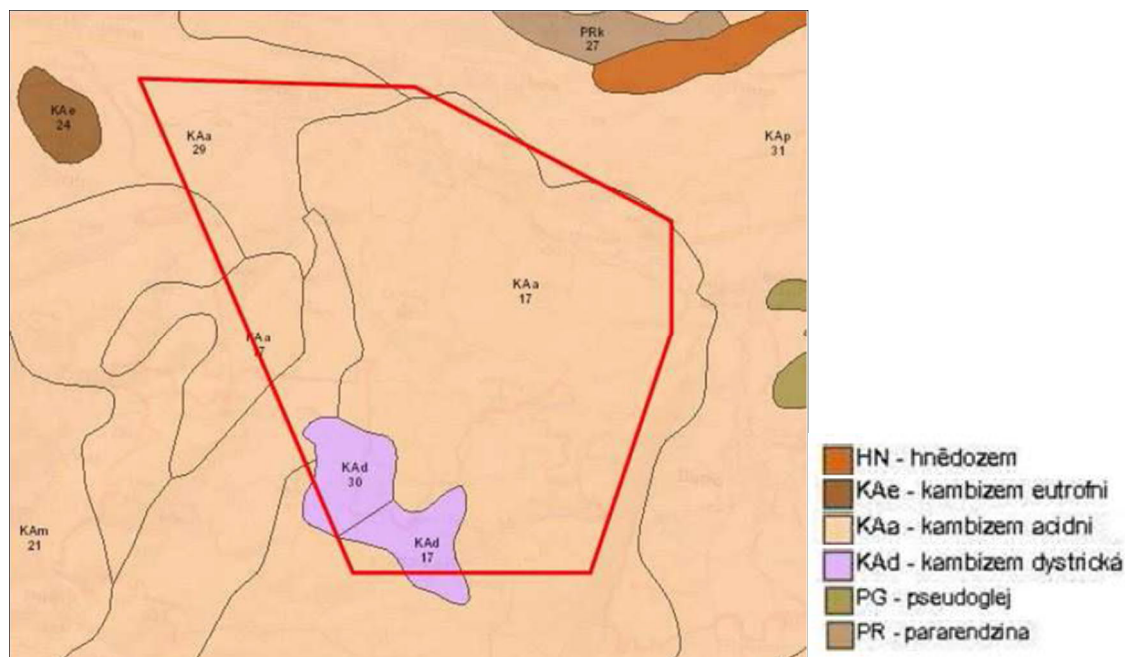 PRk
27
KAe
24
KAa
29
KAp
31
KAa
17
KAa
17
KAd
30
KAm
21
KAd
17
HN - hnědozem
KAe - kambizem eutrofni
KAa - kambizem acidni
KAd - kambizem dystrická
PG - pseudoglej
PR - pararendzina